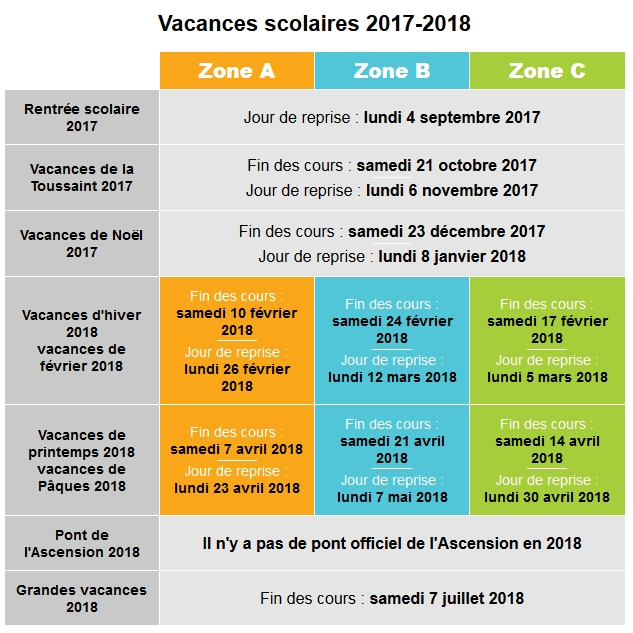 Vacances scolaires 2017-2018
Zone A
Zone B
Zone C
Rentrée scolaire
2017
Jour de reprise : lundi 4 septembre 2017
Vacances de la
Toussaint 2017
Fin des cours : samedi 21 octobre 2017
Jour de reprise : lundi 6 novembre 2017
Vacances de Noël
2017
Fin des cours : samedi 23 décembre 2017
Jour de reprise : lundi 8 janvier 2018
Vacances d'hiver
2018
vacances de
février 2018
Fin des cours :
samedi 10 février
2018
Jour de reprise :
lundi 26 février
2018
Fin des cours :
samedi 24 février
2018
Jour de reprise :
lundi 12 mars 2018
Fin des cours :
samedi 17 février
2018
Jour de reprise :
lundi 5 mars 2018
Vacances de
printemps 2018
vacances de
Pâques 2018
Fin des cours :
samedi 7 avril 2018
Jour de reprise :
lundi 23 avril 2018
Fin des cours :
samedi 21 avril
2018
Jour de reprise :
lundi 7 mai 2018
Fin des cours :
samedi 14 avril
2018
Jour de reprise :
lundi 30 avril 2018
Pont de
l'Ascension 2018
Il n'y a pas de pont officiel de l'Ascension en 2018
Grandes vacances
2018
Fin des cours : samedi 7 juillet 2018